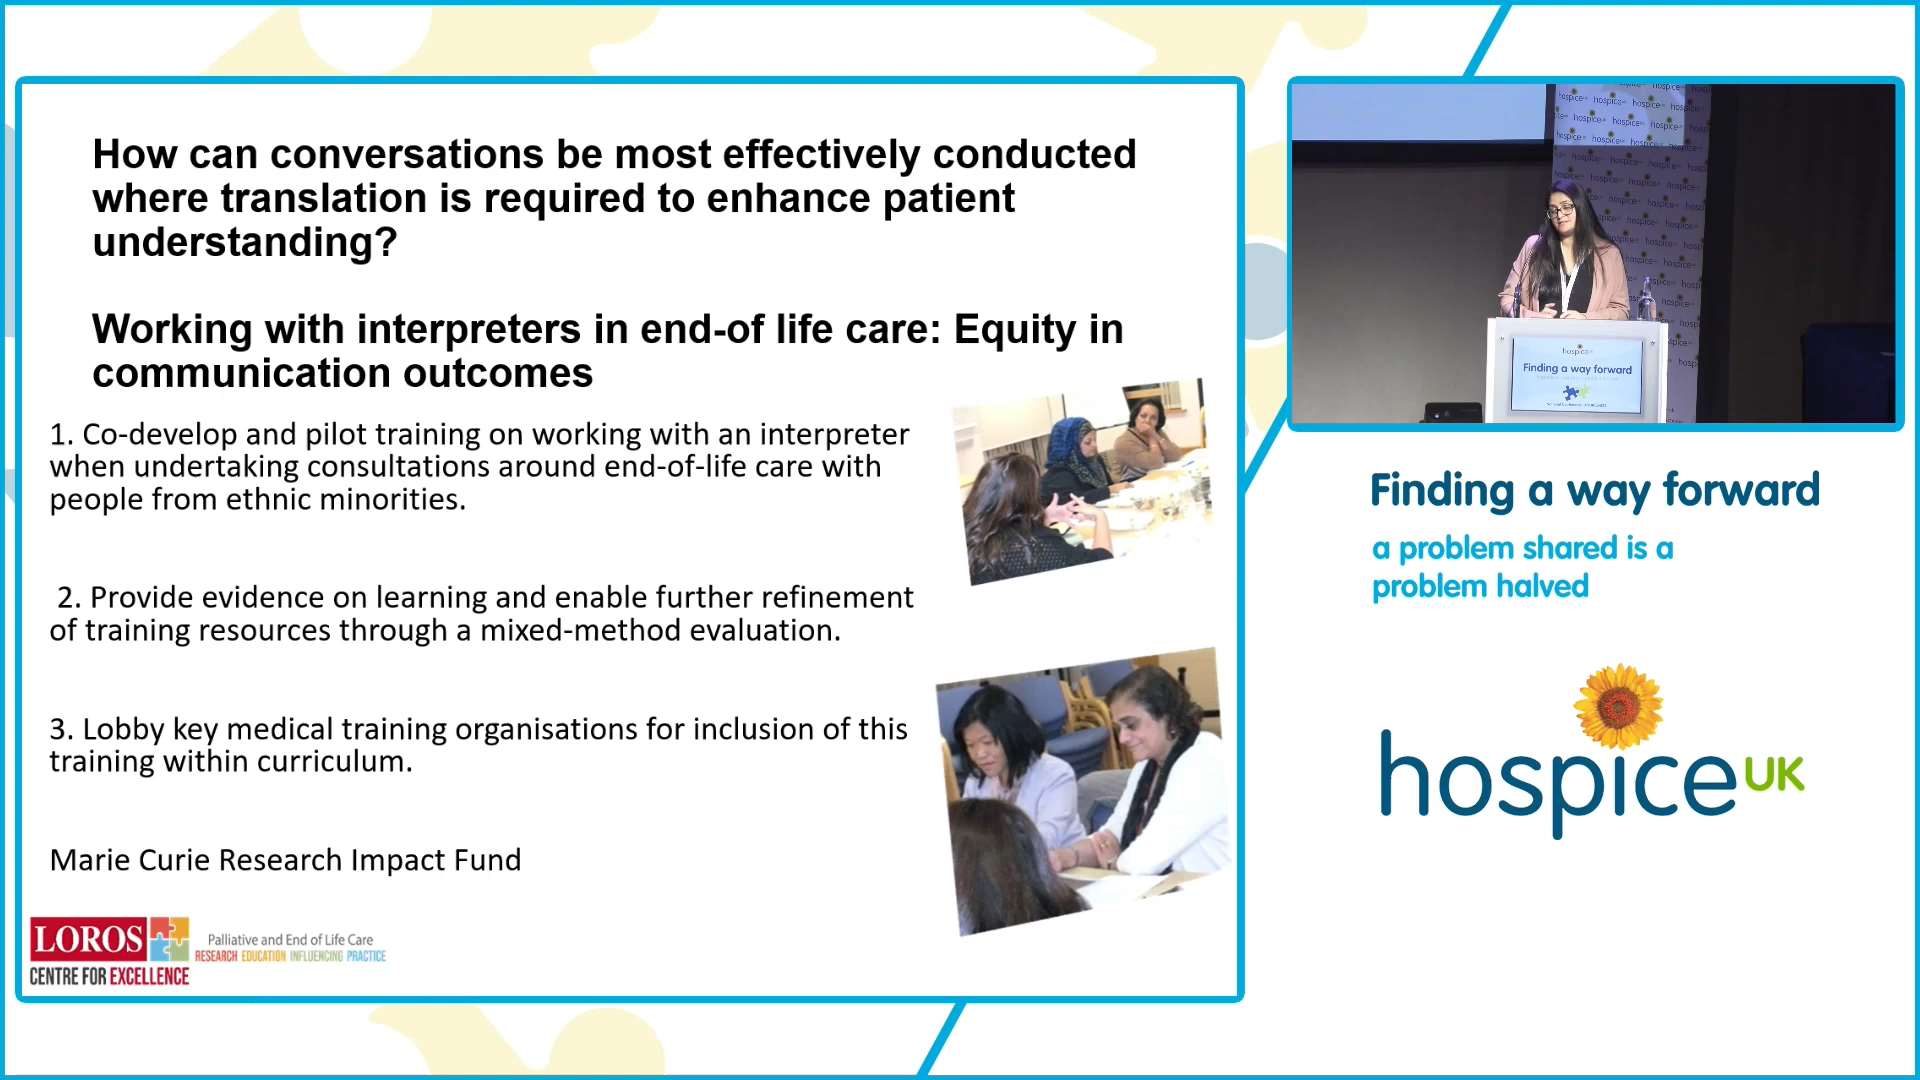 How can conversations be most effectively conducted
where translation is required to enhance patient
understanding?
Working with interpreters in end-of life care: Equity in
communication outcomes
1. Co-develop and pilot training on working with an interpreter
when undertaking consultations around end-of-life care with
people from ethnic minorities.
2. Provide evidence on learning and enable further refinement
of training resources through a mixed-method evaluation.
3. Lobby key medical training organisations for inclusion of this
training within curriculum.
Marie Curie Research Impact Fund
LOROS
CENTRE FOR EXCELLENCE
Palliative and End of Life Care
RESEARCH EDUCATION INFLUENCING PRACTICE
hospice
Finding a way forward
Finding a way forward
a problem shared is a
problem halved
hospice UK